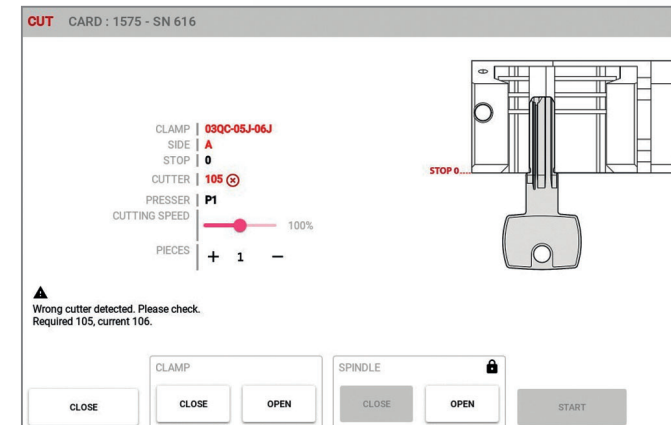 CUT CARD : 1575 - SN 616
CLAMP 03QC-05J-06J
SIDE A
STOP 0
CUTTER 105
PRESSER P1
CUTTING SPEED 100%
PIECES + 1 −
STOP 0....
Wrong cutter detected. Please check.
Required 105, current 106.
CLAMP SPINDLE
CLOSE CLOSE OPEN CLOSE OPEN START